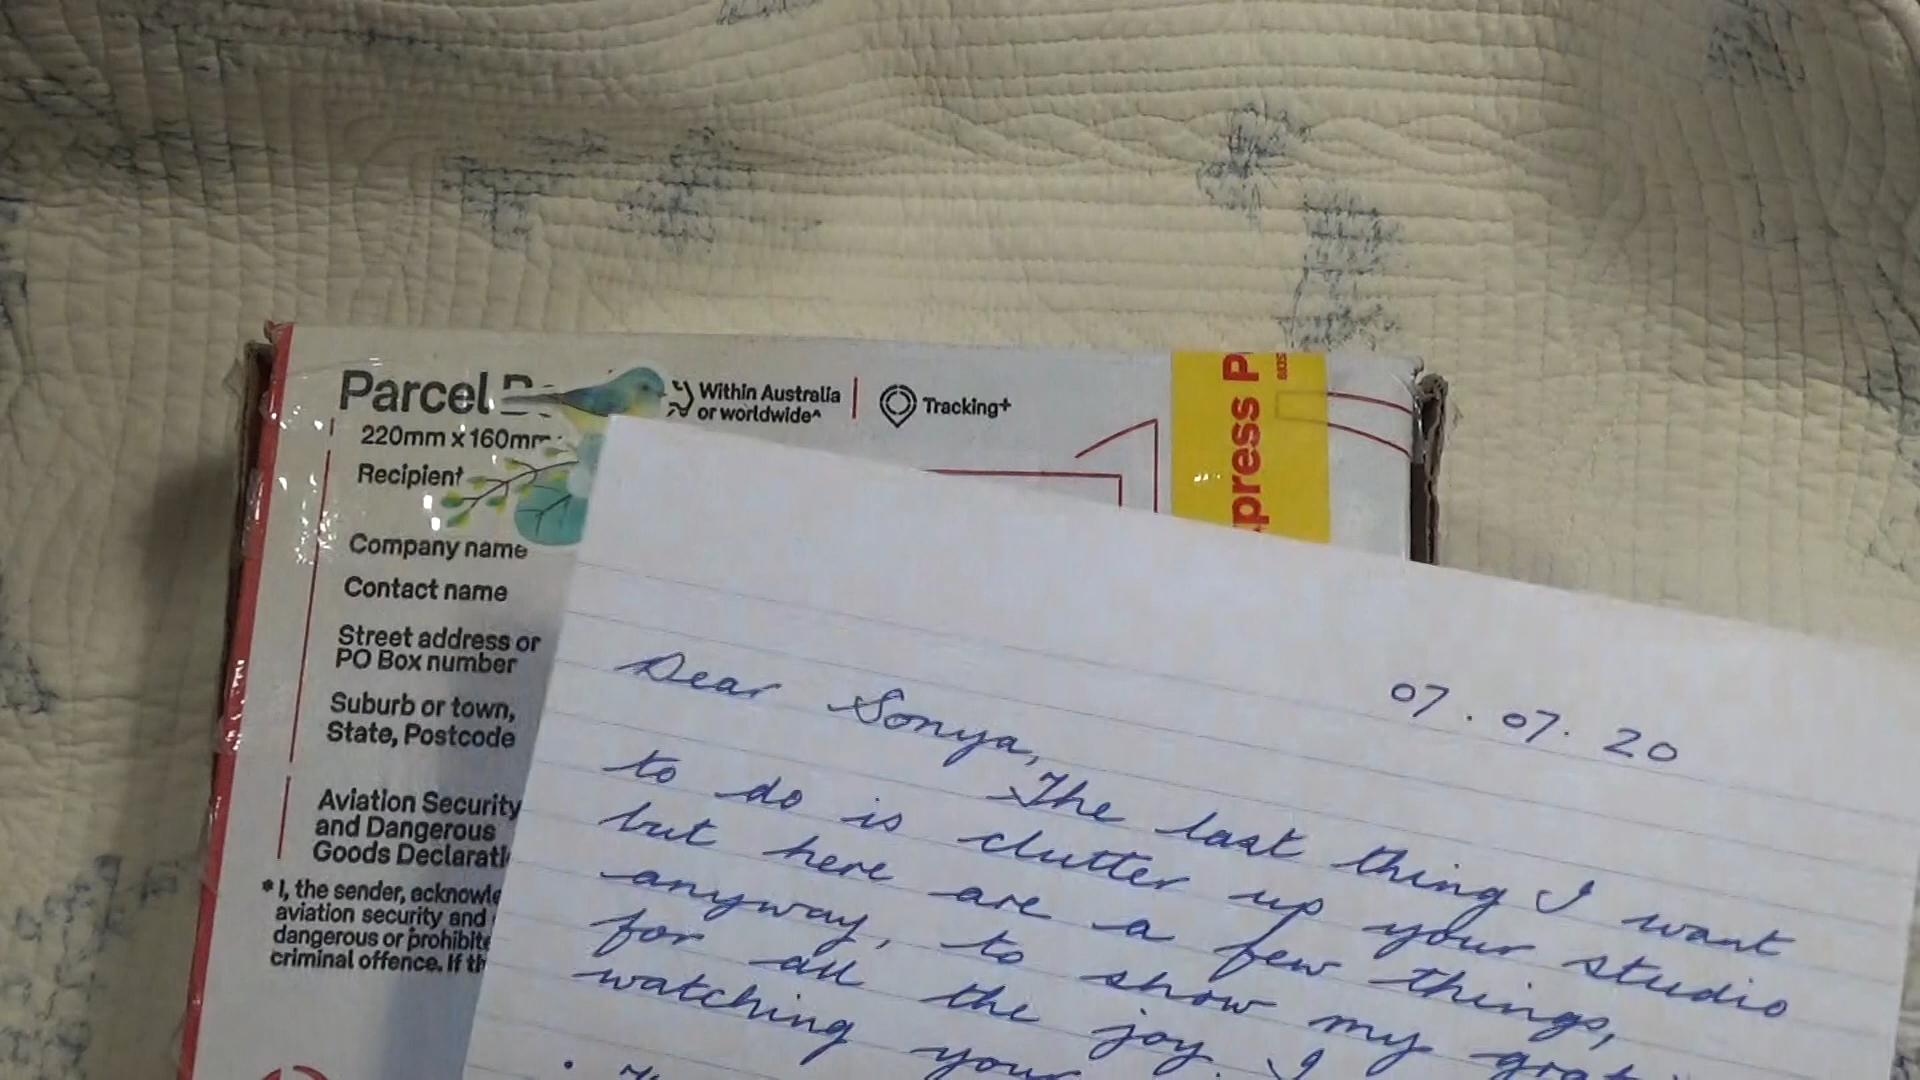 Parcel
Within Australia
or worldwide^
Tracking+
220mm x 160mm
Recipient
Company name
Contact name
Street address or
PO Box number
Suburb or town,
State, Postcode
Aviation Security
and Dangerous
Goods Declarati
* I, the sender, acknowle
aviation security and
dangerous or prohibite
criminal offence. If th
press P
07.07.20
Dear Sonya,
The last thing I want
to do is clutter up your studio
but here are a few things,
anyway, to show my grat
for all the joy I
watching your